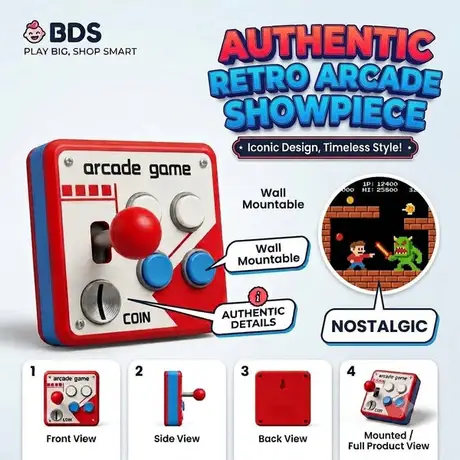 BDS
PLAY BIG, SHOP SMART
AUTHENTIC
RETRO ARCADE
SHOWPIECE
• Iconic Design, Timeless Style! •
arcade game
COIN
Wall
Mountable
Wall
Mountable
i
AUTHENTIC
DETAILS
1P: 12400
HI: 25800
NOSTALGIC
1
arcade game
COIN
Front View
2
Side View
3
Back View
4
arcade game
COIN
Mounted /
Full Product View